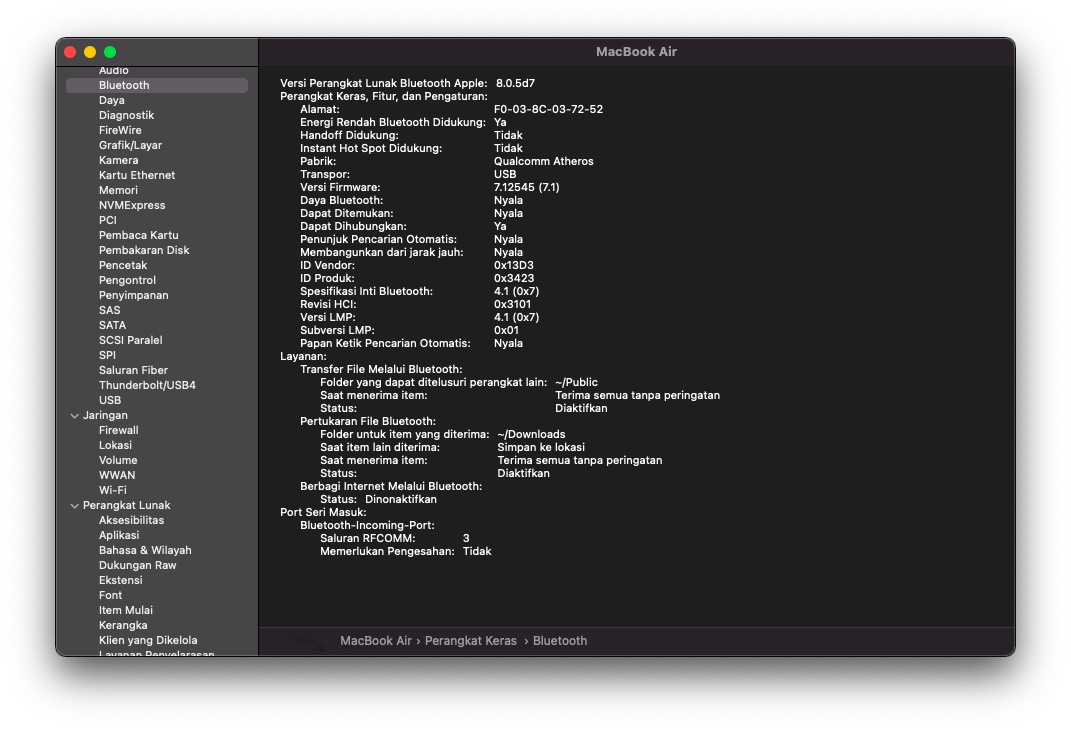 MacBook Air
Audio
Bluetooth
Daya
Diagnostik
FireWire
Grafik/Layar
Kamera
Kartu Ethernet
Memori
NVMExpress
PCI
Pembaca Kartu
Pembakaran Disk
Pencetak
Pengontrol
Penyimpanan
SAS
SATA
SCSI Paralel
SPI
Saluran Fiber
Thunderbolt/USB4
USB
Jaringan
Firewall
Lokasi
Volume
WWAN
Wi-Fi
Perangkat Lunak
Aksesibilitas
Aplikasi
Bahasa & Wilayah
Dukungan Raw
Ekstensi
Font
Item Mulai
Kerangka
Klien yang Dikelola
Layanan Penyelarasan
Versi Perangkat Lunak Bluetooth Apple: 8.0.5d7
Perangkat Keras, Fitur, dan Pengaturan:
Alamat: F0-03-8C-03-72-52
Energi Rendah Bluetooth Didukung: Ya
Handoff Didukung: Tidak
Instant Hot Spot Didukung: Tidak
Pabrik: Qualcomm Atheros
Transpor: USB
Versi Firmware: 7.12545 (7.1)
Daya Bluetooth: Nyala
Dapat Ditemukan: Nyala
Dapat Dihubungkan: Ya
Penunjuk Pencarian Otomatis: Nyala
Membangunkan dari jarak jauh: Nyala
ID Vendor: 0x13D3
ID Produk: 0x3423
Spesifikasi Inti Bluetooth: 4.1 (0x7)
Revisi HCI: 0x3101
Versi LMP: 4.1 (0x7)
Subversi LMP: 0x01
Papan Ketik Pencarian Otomatis: Nyala
Layanan:
Transfer File Melalui Bluetooth:
Folder yang dapat ditelusuri perangkat lain: ~/Public
Saat menerima item: Terima semua tanpa peringatan
Status: Diaktifkan
Pertukaran File Bluetooth:
Folder untuk item yang diterima: ~/Downloads
Saat item lain diterima: Simpan ke lokasi
Saat menerima item: Terima semua tanpa peringatan
Status: Diaktifkan
Berbagi Internet Melalui Bluetooth:
Status: Dinonaktifkan
Port Seri Masuk:
Bluetooth-Incoming-Port:
Saluran RFCOMM: 3
Memerlukan Pengesahan: Tidak
MacBook Air › Perangkat Keras › Bluetooth